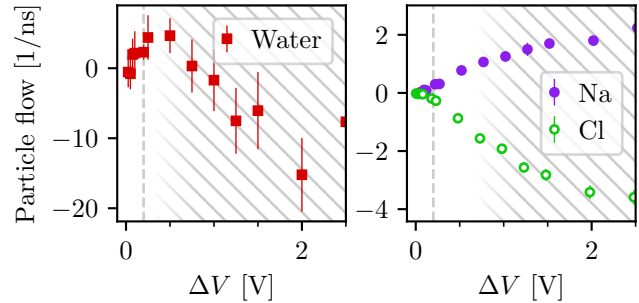 Particle flow [1/ns]
0
−10
−20
Water
0
2
ΔV [V]
2
0
−2
−4
Na
Cl
0
2
ΔV [V]